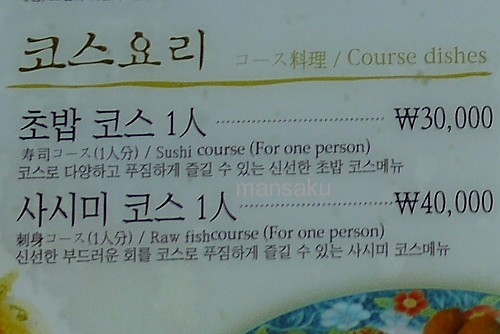 코스요리 コース料理 / Course dishes
초밥 코스 1人 ₩30,000
寿司コース(1人分) / Sushi course (For one person)
코스로 다양하고 푸짐하게 즐길 수 있는 신선한 초밥 코스메뉴
mansaku
사시미 코스 1人 ₩40,000
刺身コース(1人分) / Raw fishcourse (For one person)
신선한 부드러운 회를 코스로 푸짐하게 즐길 수 있는 사시미 코스메뉴